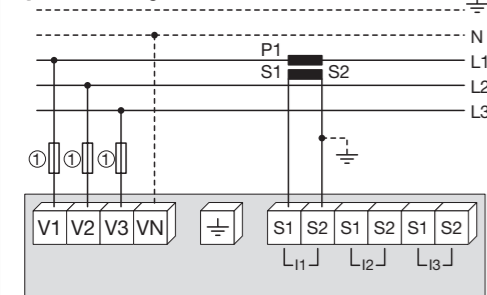 N
P1
L1
S1 S2
L2
L3
① ① ①
V1 V2 V3 VN S1 S2 S1 S2 S1 S2
I1 I2 I3